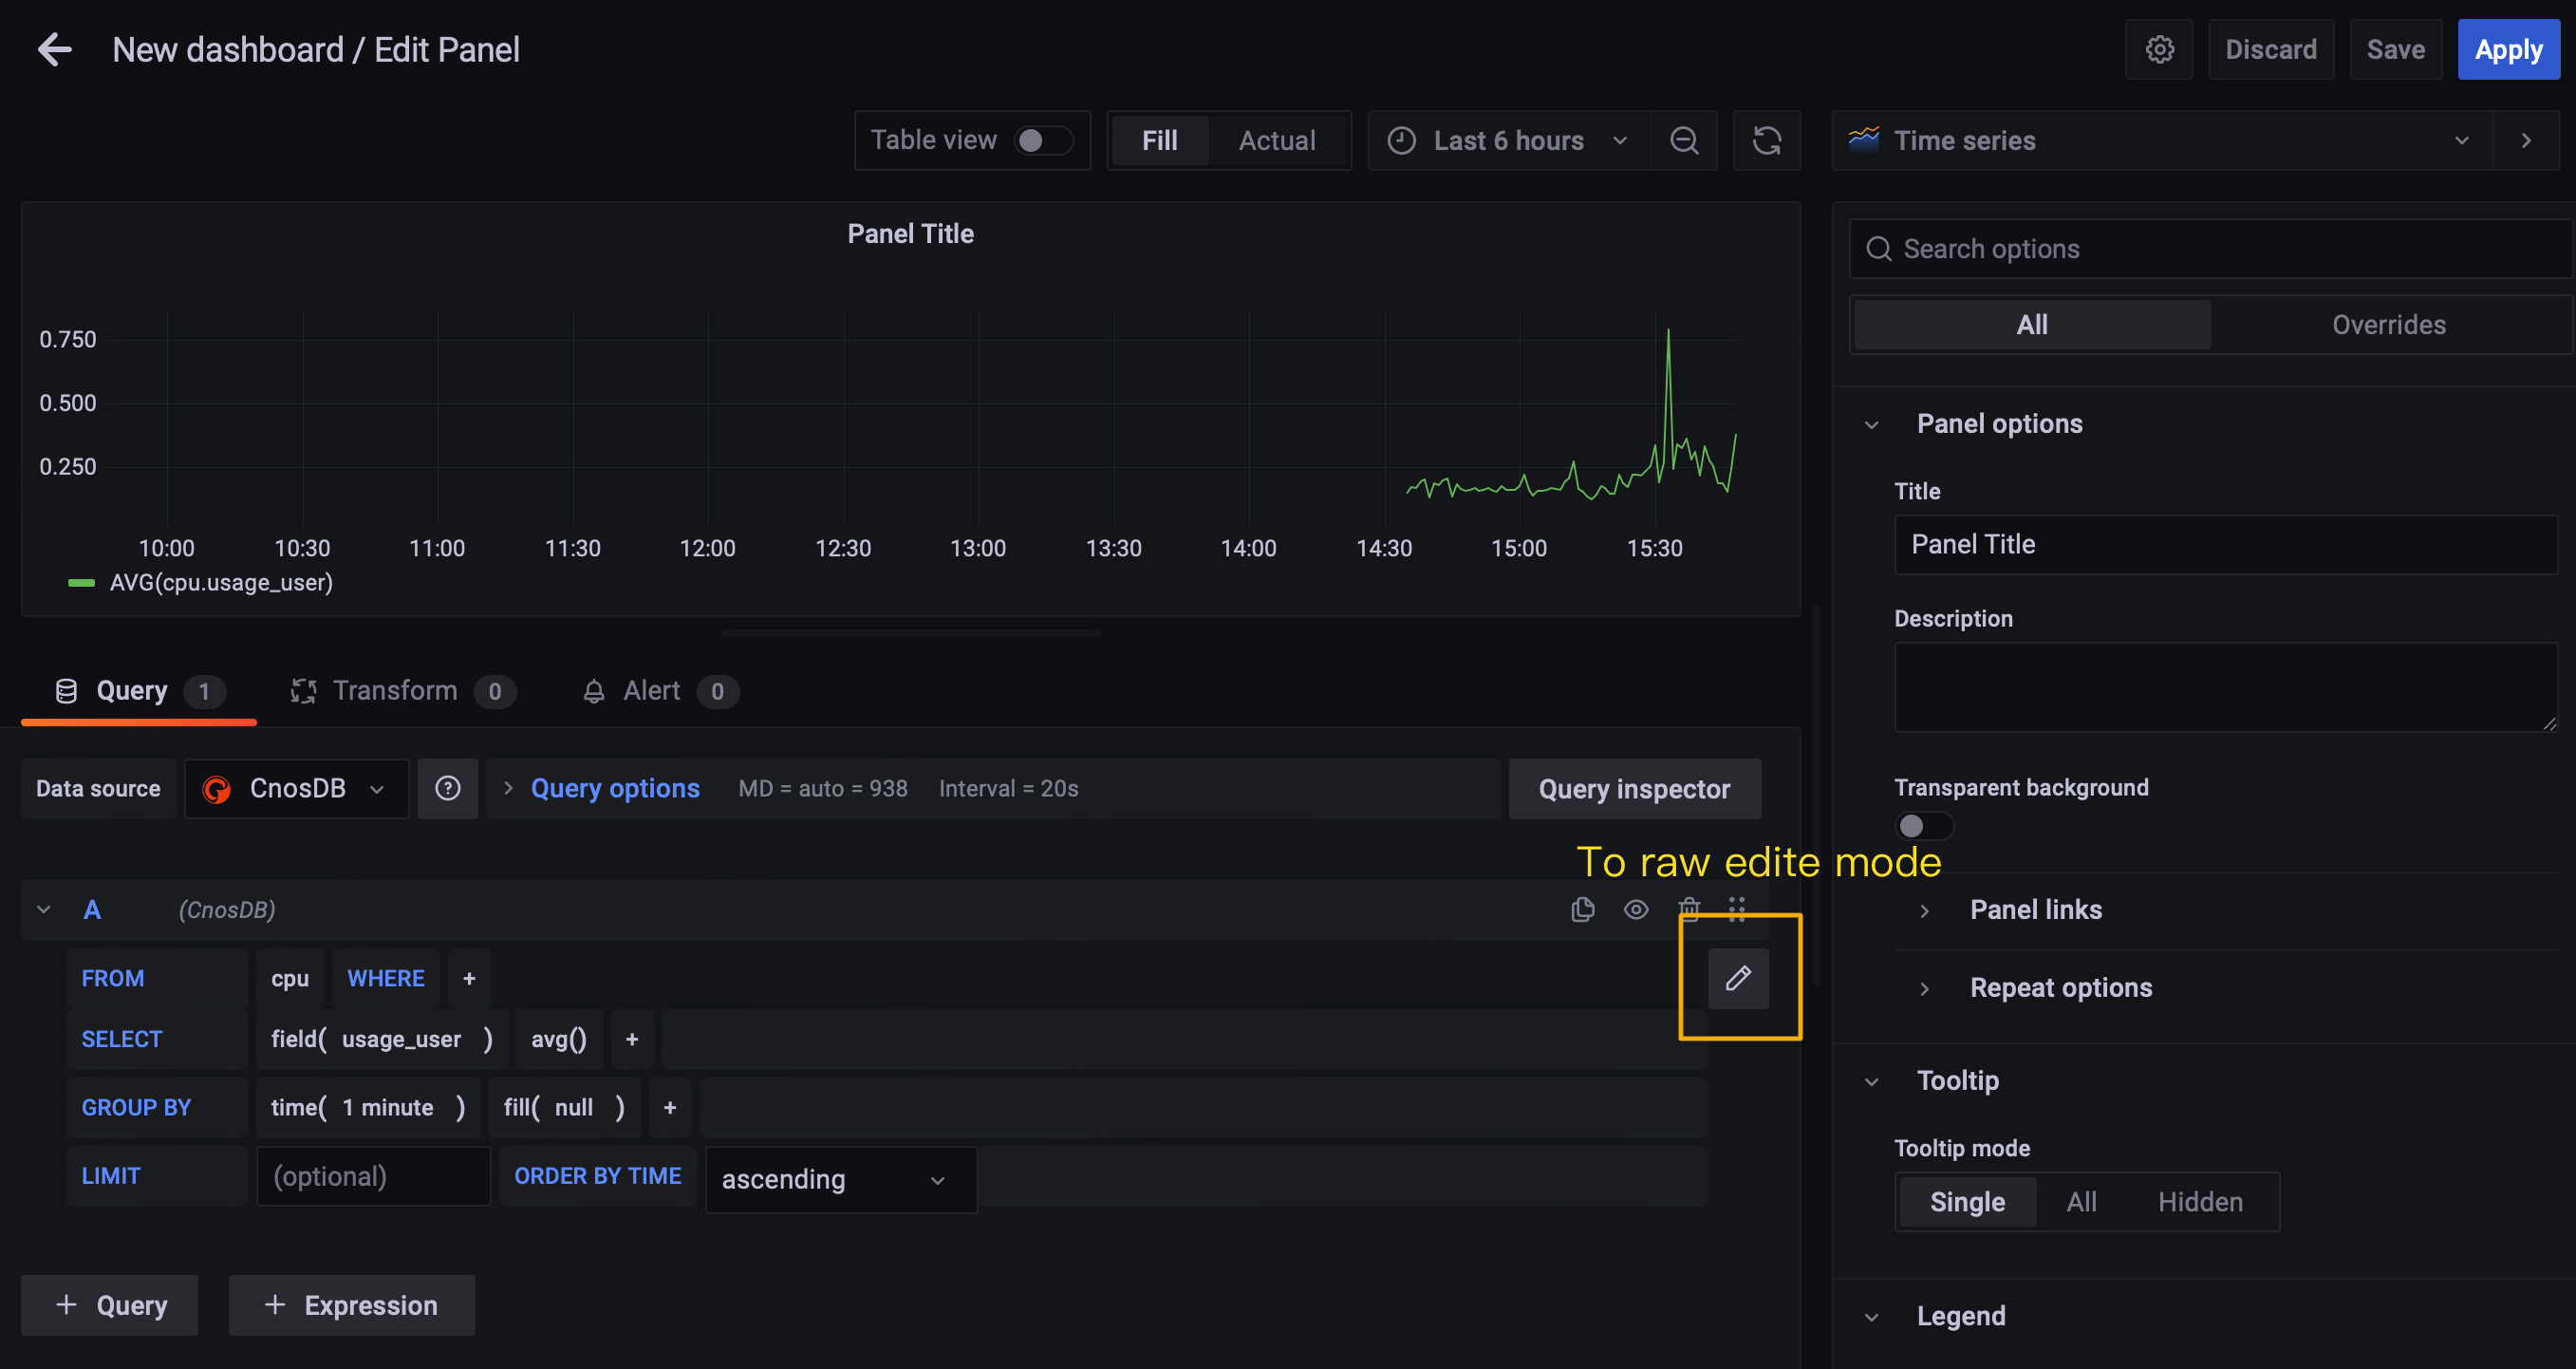 New dashboard / Edit Panel
Discard
Save
Apply
Table view
Fill
Actual
Last 6 hours
Time series
Panel Title
0.750
0.500
0.250
10:00
10:30
11:00
11:30
12:00
12:30
13:00
13:30
14:00
14:30
15:00
15:30
AVG(cpu.usage_user)
Search options
All
Overrides
Panel options
Title
Panel Title
Description
Transparent background
Panel links
Repeat options
Tooltip
Tooltip mode
Single
All
Hidden
Legend
Query 1
Transform 0
Alert 0
Data source
CnosDB
Query options
MD = auto = 938
Interval = 20s
Query inspector
To raw edite mode
A
(CnosDB)
FROM
cpu
WHERE
+
SELECT
field( usage_user )
avg()
+
GROUP BY
time( 1 minute )
fill( null )
+
LIMIT
(optional)
ORDER BY TIME
ascending
+ Query
+ Expression